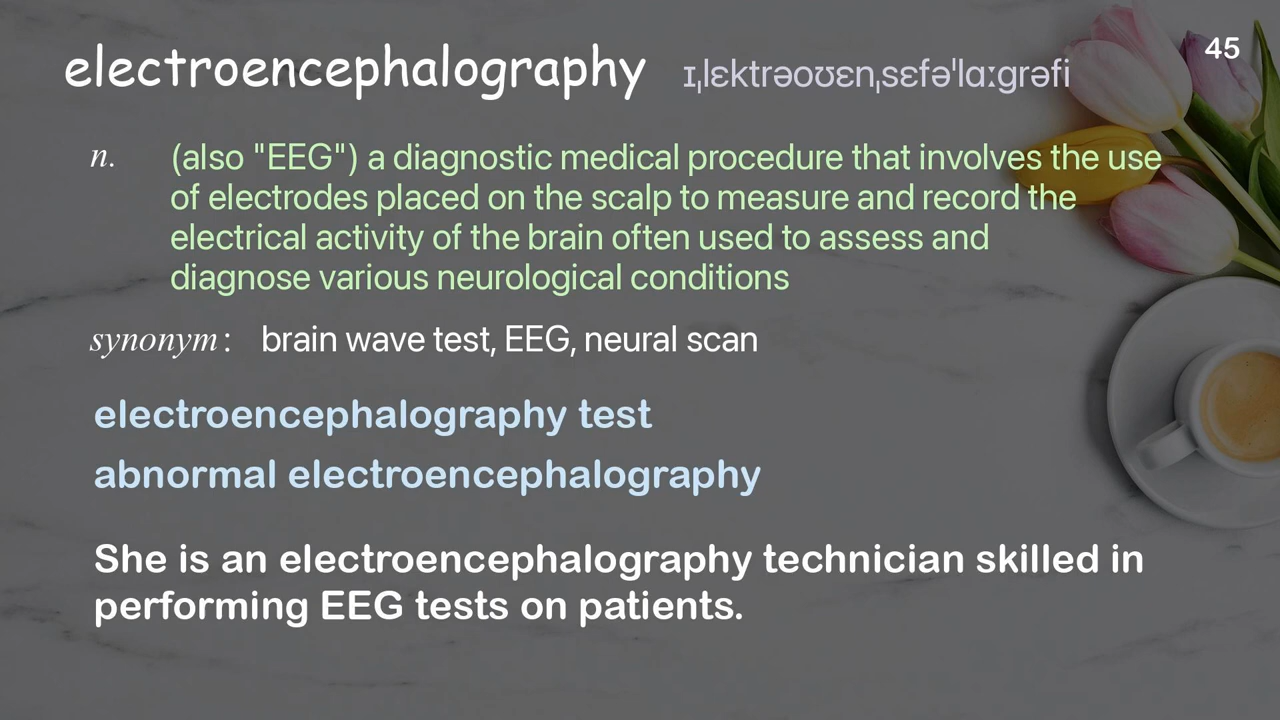 electroencephalography ɪˌlɛktrəoʊɛnˌsɛfəˈlɑːgrəfi 45
n. (also "EEG") a diagnostic medical procedure that involves the use
of electrodes placed on the scalp to measure and record the
electrical activity of the brain often used to assess and
diagnose various neurological conditions
synonym: brain wave test, EEG, neural scan
electroencephalography test
abnormal electroencephalography
She is an electroencephalography technician skilled in
performing EEG tests on patients.